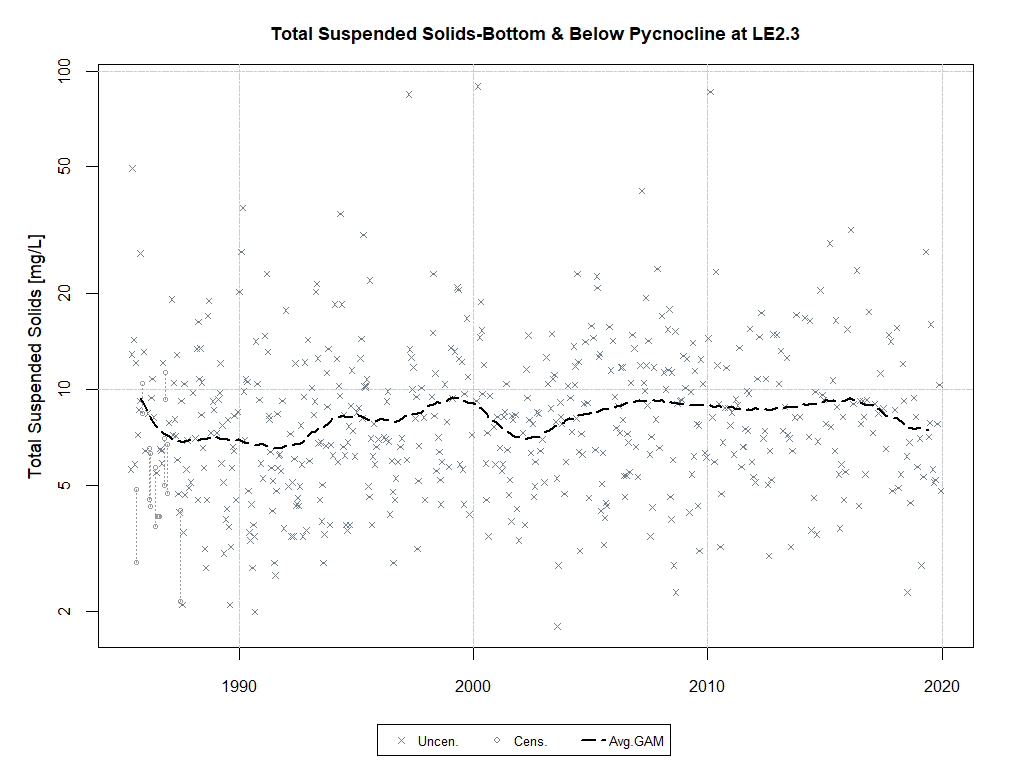 Total Suspended Solids-Bottom & Below Pycnocline at LE2.3
Total Suspended Solids [mg/L]
100
50
20
10
5
2
1990 2000 2010 2020
Uncen. Cens. Avg.GAM